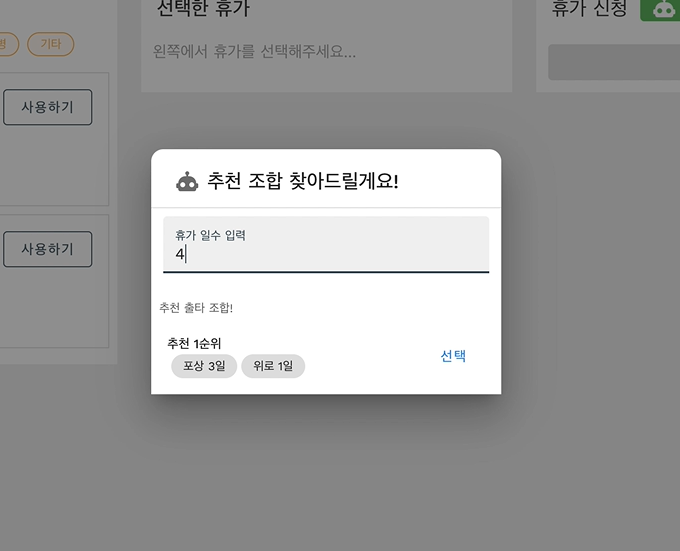 선택한 휴가
휴가 신청
왼쪽에서 휴가를 선택해주세요...
기타
사용하기
추천 조합 찾아드릴게요!
휴가 일수 입력
4
사용하기
추천 출타 조합!
추천 1순위
포상 3일
위로 1일
선택